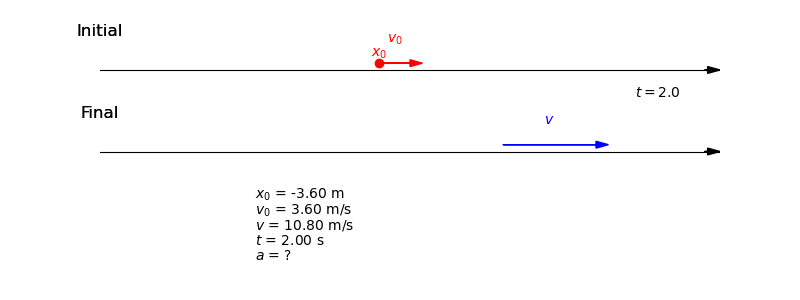 Initial
v₀
x₀
t = 2.0
Final
v
x₀ = -3.60 m
v₀ = 3.60 m/s
v = 10.80 m/s
t = 2.00 s
a = ?